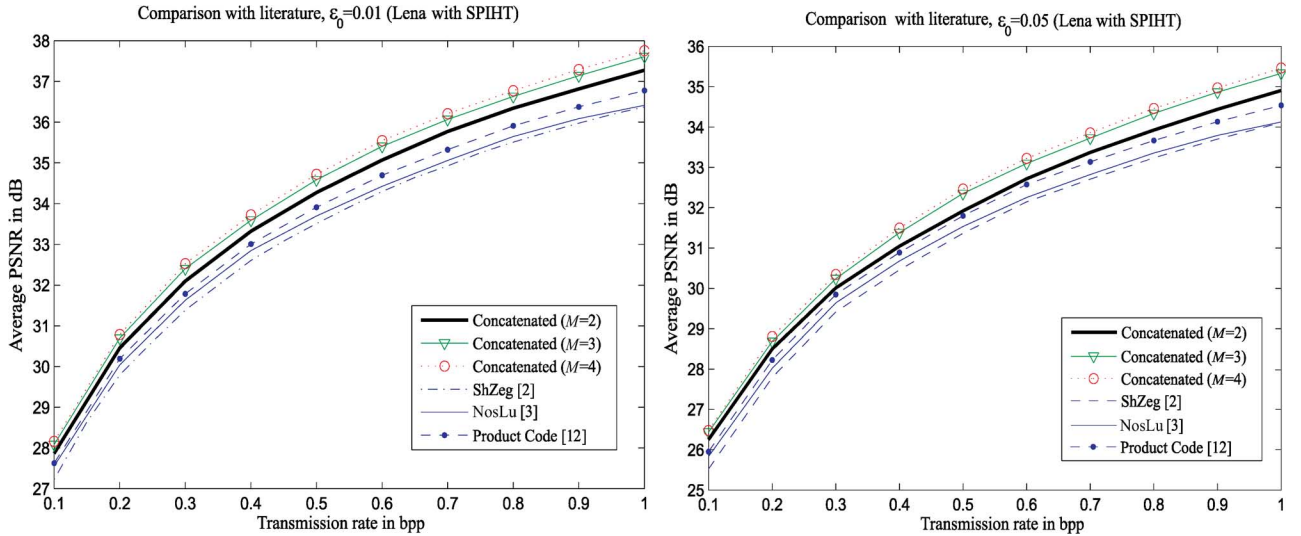 Comparison with literature, ε0=0.01 (Lena with SPIHT)
Average PSNR in dB
38
37
36
35
34
33
32
31
30
29
28
27
Concatenated (M=2)
Concatenated (M=3)
Concatenated (M=4)
ShZeg [2]
NosLu [3]
Product Code [12]
0.1 0.2 0.3 0.4 0.5 0.6 0.7 0.8 0.9 1
Transmission rate in bpp
Comparison with literature, ε0=0.05 (Lena with SPIHT)
Average PSNR in dB
36
35
34
33
32
31
30
29
28
27
26
25
Concatenated (M=2)
Concatenated (M=3)
Concatenated (M=4)
ShZeg [2]
NosLu [3]
Product Code [12]
0.1 0.2 0.3 0.4 0.5 0.6 0.7 0.8 0.9 1
Transmission rate in bpp